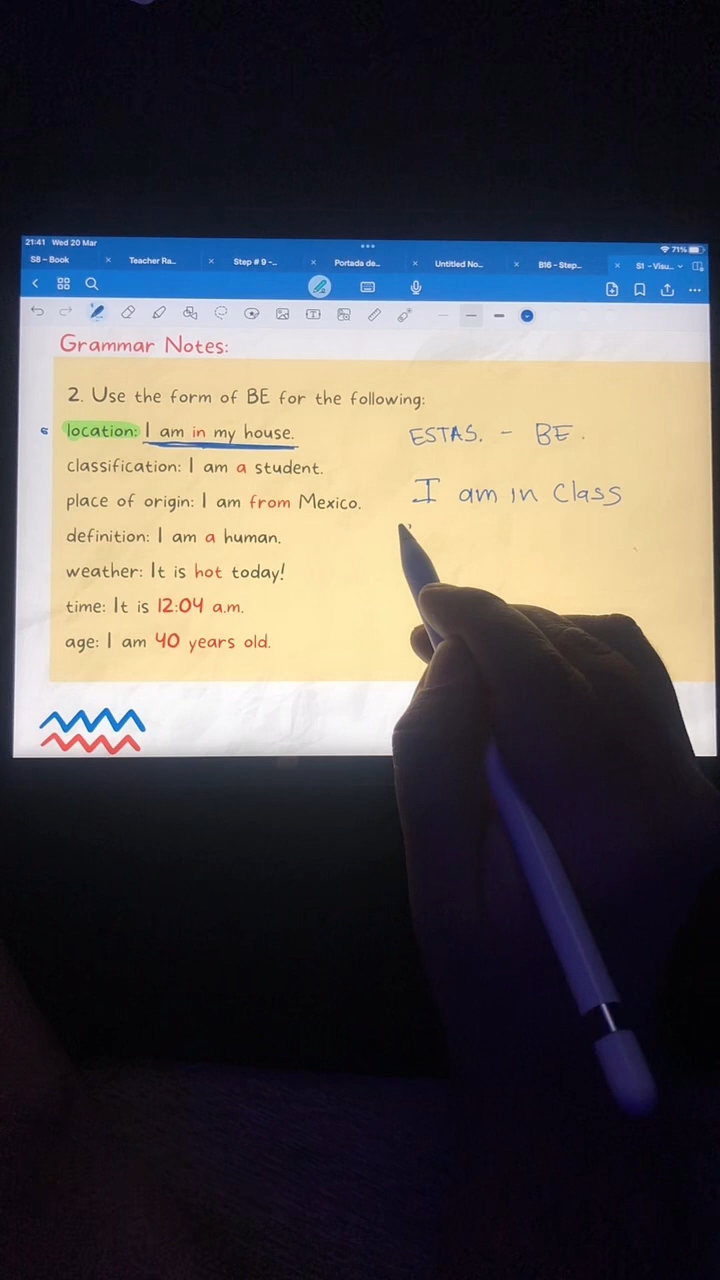 21:41 Wed 20 Mar
71%
S8 – Book
Teacher Ra...
Step # 9 -...
Portada de...
Untitled No...
B16 – Step...
S1 – Visu...
Grammar Notes:
2. Use the form of BE for the following:
location: I am in my house.
ESTAS. – BE.
classification: I am a student.
I am in Class
place of origin: I am from Mexico.
definition: I am a human.
weather: It is hot today!
time: It is 12:04 a.m.
age: I am 40 years old.